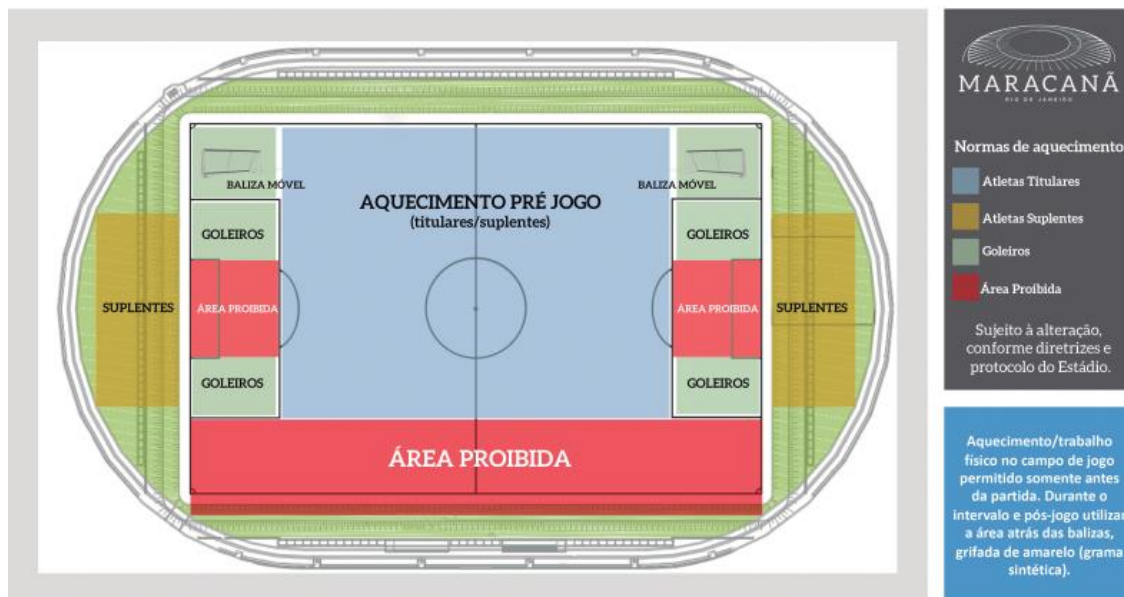 BALIZA MÓVEL
BALIZA MÓVEL
AQUECIMENTO PRÉ JOGO
(titulares/suplentes)
GOLEIROS
GOLEIROS
SUPLENTES
ÁREA PROIBIDA
ÁREA PROIBIDA
SUPLENTES
GOLEIROS
GOLEIROS
ÁREA PROIBIDA
MARACANÃ
RIO DE JANEIRO
Normas de aquecimento
Atletas Titulares
Atletas Suplentes
Goleiros
Área Proibida
Sujeito à alteração,
conforme diretrizes e
protocolo do Estádio.
Aquecimento/trabalho
físico no campo de jogo
permitido somente antes
da partida. Durante o
intervalo e pós-jogo utilizar
a área atrás das balizas,
grifada de amarelo (grama
sintética).